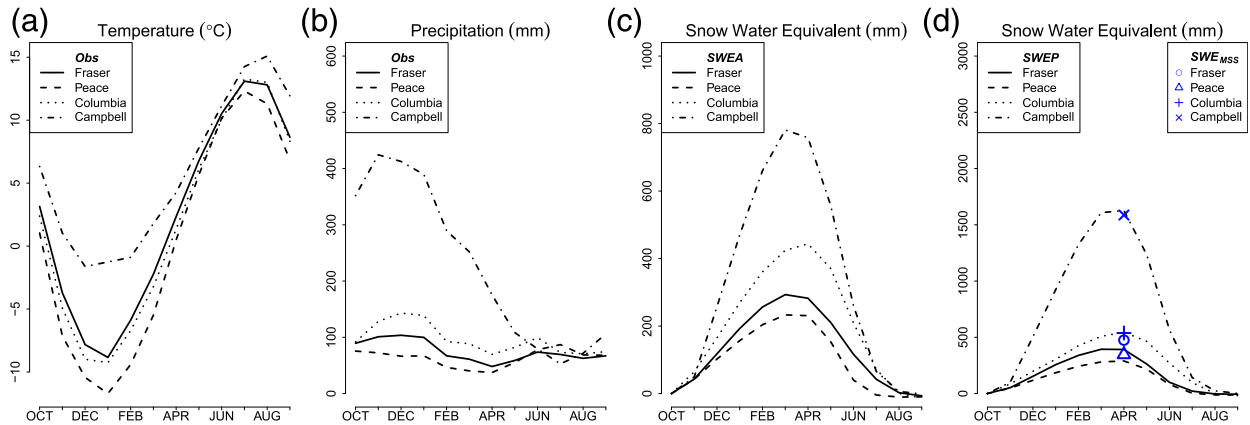 (a)
Temperature (°C)
Obs
Fraser
Peace
Columbia
Campbell
15
10
5
0
−5
−10
OCT DEC FEB APR JUN AUG
(b)
Precipitation (mm)
Obs
Fraser
Peace
Columbia
Campbell
600
500
400
300
200
100
0
OCT DEC FEB APR JUN AUG
(c)
Snow Water Equivalent (mm)
SWEA
Fraser
Peace
Columbia
Campbell
1000
800
600
400
200
0
OCT DEC FEB APR JUN AUG
(d)
Snow Water Equivalent (mm)
SWEP
Fraser
Peace
Columbia
Campbell
SWE MSS
Fraser
Peace
Columbia
Campbell
3000
2500
2000
1500
1000
500
0
OCT DEC FEB APR JUN AUG